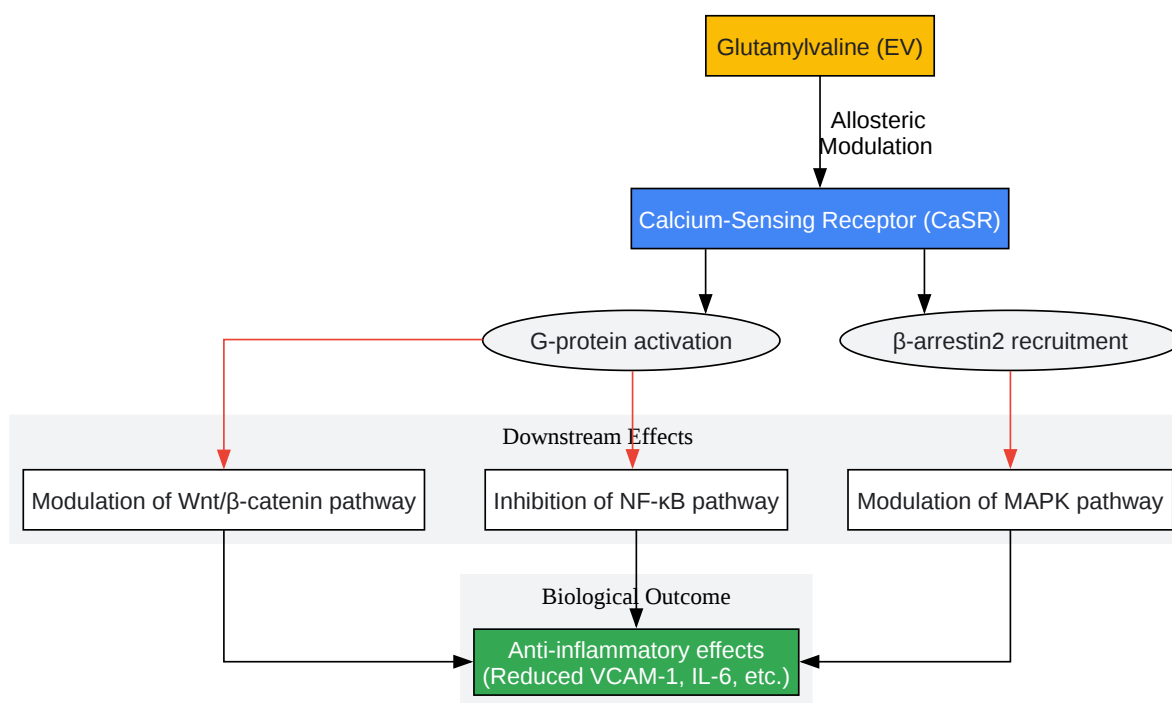 Glutamylvaline (EV)
Allosteric
Modulation
Calcium-Sensing Receptor (CaSR)
G-protein activation
β-arrestin2 recruitment
Downstream Effects
Modulation of Wnt/β-catenin pathway
Inhibition of NF-κB pathway
Modulation of MAPK pathway
Biological Outcome
Anti-inflammatory effects
(Reduced VCAM-1, IL-6, etc.)